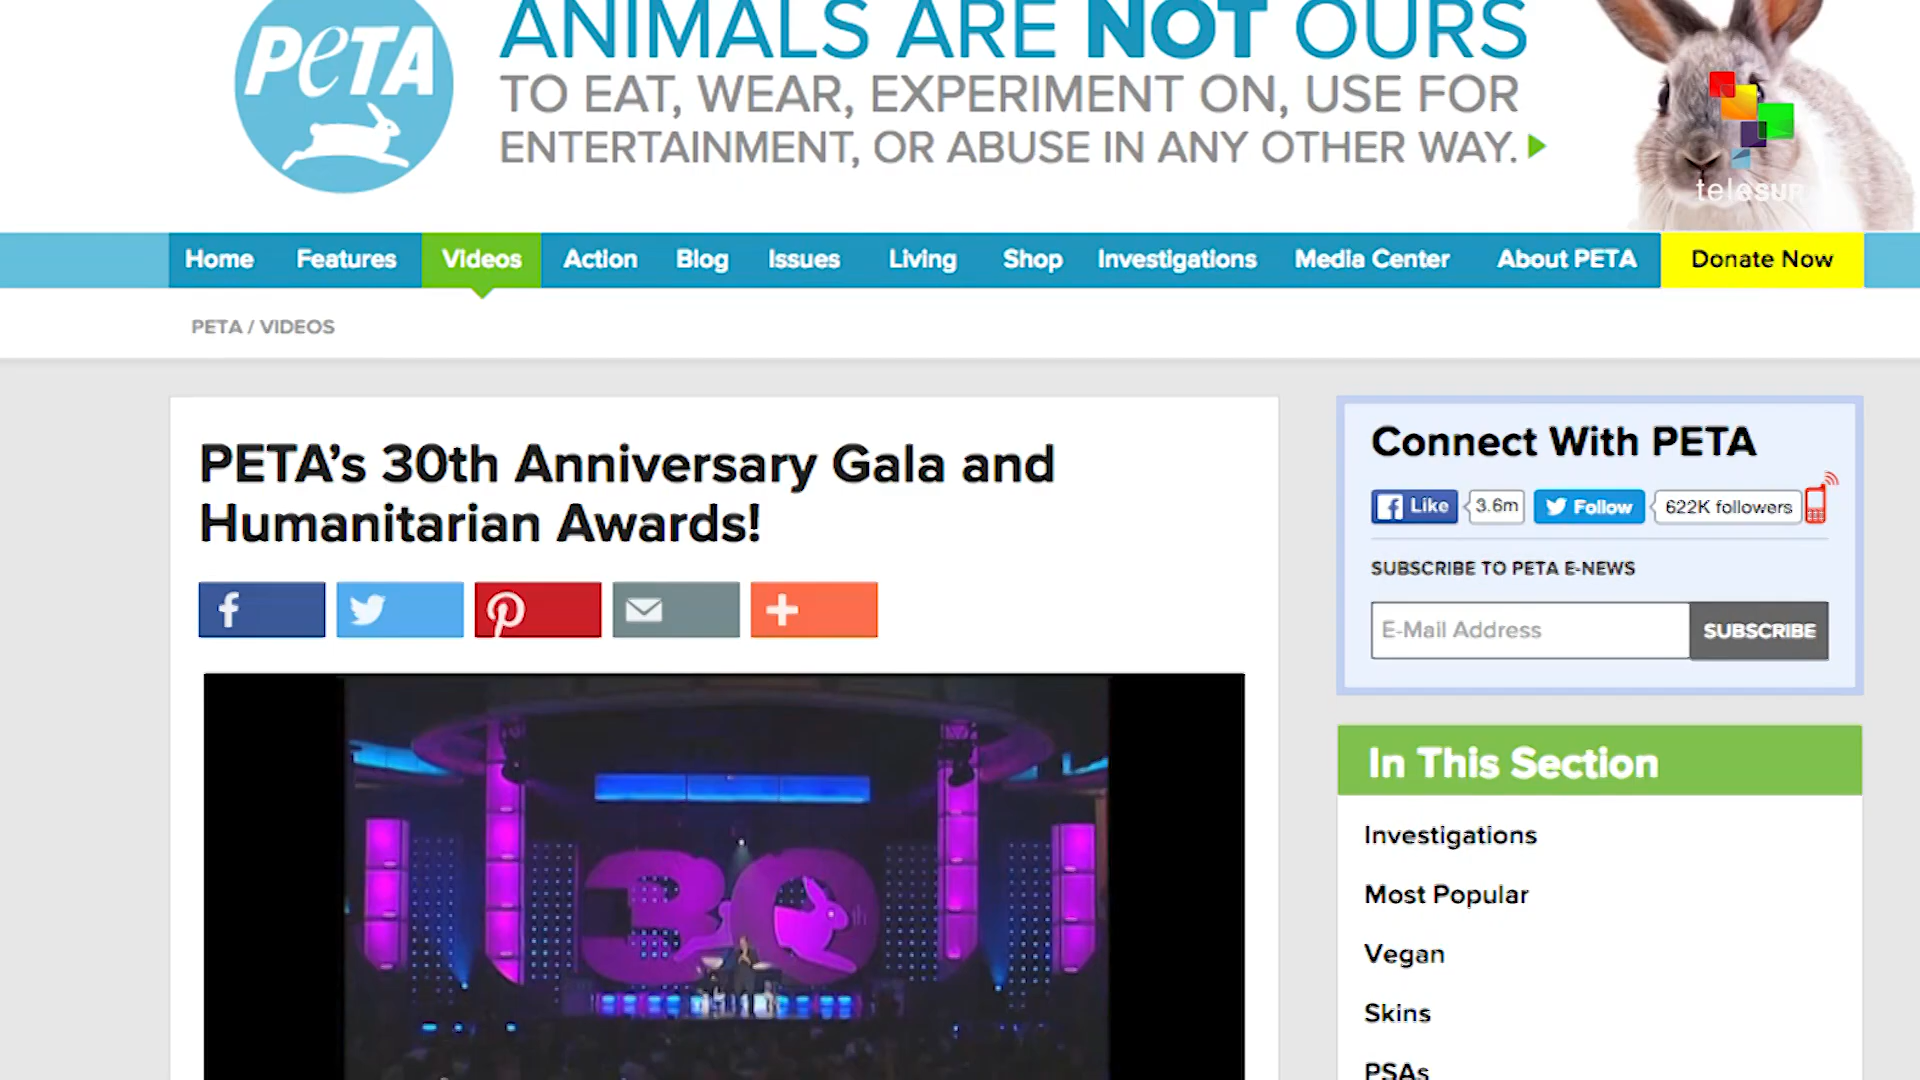 PETA
ANIMALS ARE NOT OURS
TO EAT, WEAR, EXPERIMENT ON, USE FOR
ENTERTAINMENT, OR ABUSE IN ANY OTHER WAY.
teleSUR
Home Features Videos Action Blog Issues Living Shop Investigations Media Center About PETA Donate Now
PETA / VIDEOS
PETA's 30th Anniversary Gala and
Humanitarian Awards!
Connect With PETA
Like 3.6m Follow 622K followers
SUBSCRIBE TO PETA E-NEWS
E-Mail Address SUBSCRIBE
30th
In This Section
Investigations
Most Popular
Vegan
Skins
PSAs